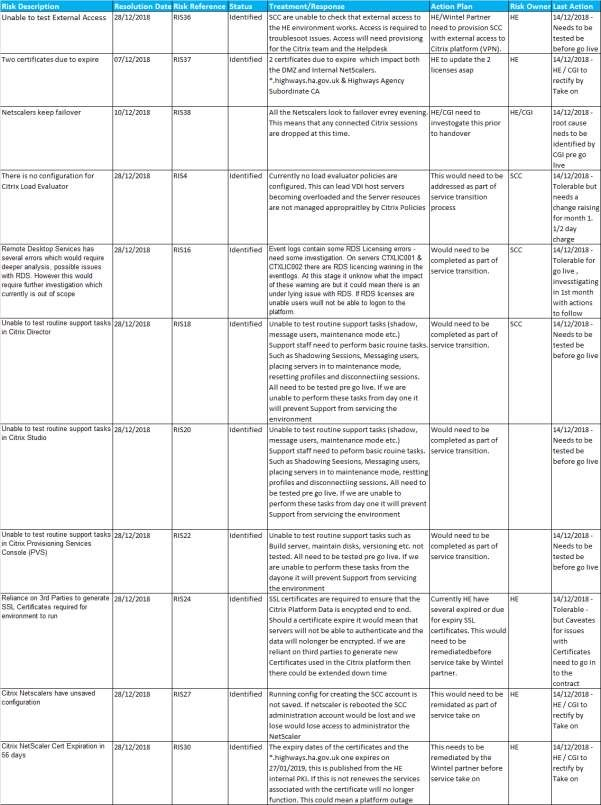 Risk Description Resolution Date Risk Reference Status Treatment/Response Action Plan Risk Owner Last Action
Unable to test External Access 28/12/2018 RIS36 Identified SCC are unable to check that external access to
the HE environment works. Access is required to
troublesoot Issues. Access will need provisioning
for the Citrix team and the Helpdesk
HE/Wintel Partner
need to provision SCC
with external access to
Citrix platform (VPN).
HE
14/12/2018 -
Needs to be
tested be
before go live
Two certificates due to expire 07/12/2018 RIS37 Identified 2 certificates due to expire which impact both
the DMZ and Internal NetScalers.
*.highways.ha.gov.uk & Highways Agency
Subordinate CA
HE to update the 2
licenses asap
HE
14/12/2018 -
HE / CGI to
rectify by
Take on
Netscalers keep failover 10/12/2018 RIS38 Identified All the Netscalers look to failover evrey evening.
This means that any connected Citrix sessions
are dropped at this time.
HE/CGI need to
investogate this prior
to handover
HE/CGI
14/12/2018 -
root cause
neds to be
identified by
CGI pre go
live
There is no configuration for
Citrix Load Evaluator
28/12/2018 RIS4 Identified Currently no load evaluator policies are
configured. This can lead VDI host servers
becoming overloaded and the Server resouces
are not managed appropraitley by Citrix Policies
This would need to be
addressed as part of
service transition
process
SCC
14/12/2018 -
Tolerable but
needs a
change raising
for month 1.
1/2 day
charge
Remote Desktop Services has
several errors which would require
deeper analysis, possible issues
with RDS. However this would
require further investigation which
currently is out of scope
28/12/2018 RIS16 Identified Event logs contain some RDS Licensing errors -
need some investigation. On servers CTXLIC001 &
CTXLIC002 there are RDS licencing wanning in the
eventlogs. At this stage it unknow what the impact
of these warning are but it could mean there is an
under lying issue with RDS. If RDS licenses are
unable users wull not be able to logon to the
platform.
Would need to be
completed as part of
service transition.
SCC
14/12/2018 -
Tolerable for
go live ,
invesstigating
in 1st month
with actions
to follow
Unable to test routine support tasks
in Citrix Director
28/12/2018 RIS18 Identified Unable to test routine support tasks (shadow,
message users, maintenance mode etc.)
Support staff need to peform basic rouine tasks.
Such as Shadowing Sessions, Messaging users,
placing servers in to maintenance mode,
resetting profiles and disconnectiing sessions.
All need to be tested pre go live. If we are
unable to perform these tasks from day one it
will prevent Support from servicing the
environment
Would need to be
completed as part of
service transition.
SCC
14/12/2018 -
Needs to be
tested be
before go live
Unable to test routine support tasks
in Citrix Studio
28/12/2018 RIS20 Identified Unable to test routine support tasks (shadow,
message users, maintenance mode etc.)
Support staff need to peform basic rouine tasks.
Such as Shadowing Seesions, Messaging users,
placing servers in to maintenance mode, restting
profiles and disconnectiing sessions. All need to
be tested pre go live. If we are unable to
perform these tasks from day one it will prevent
Support from servicing the environment
Would need to be
completed as part of
service transition.
14/12/2018 -
Needs to be
tested be
before go live
Unable to test routine support tasks
in Citrix Provisioning Services
Console (PVS)
28/12/2018 RIS22 Identified Unable to test routine support tasks such as
Build server, maintain disks, versioning etc. not
tested. All need to be tested pre go live. If we
are unable to perform these tasks from the
dayone it will prevent Support from servicing
the environment
Would need to be
completed as part of
service transition.
14/12/2018 -
Needs to be
tested be
before go live
Reliance on 3rd Parties to generate
SSL Certificates required for
environment to run
28/12/2018 RIS24 Identified SSL certificates are required to ensure that the
Citrix Platform Data is encypted end to end.
Should a certificate expire it would mean that
servers will not be able to authenticate and the
data will nolonger be encrypted. If we are
reliant on third parties to generate new
Certificates used in the Citrix platform then
there could be extended down time
Currently HE have
several expired or due
for expiry SSL
certificates. This would
need to be
remediatedbefore
service take by Wintel
partner.
HE
14/12/2018 -
Tolerable -
but Caveates
for issues
with
Certificates
need to go in
to the
contract
Citrix Netscalers have unsaved
configuration
28/12/2018 RIS27 Identified Running config for creating the SCC account is
not saved. If netscaler is rebooted the SCC
administration account would be lost and we
lose would lose access to administrator the
NetScaler
This would need to be
remidated as part of
service take on
HE
14/12/2018 -
HE / CGI to
rectify by
Take on
Citrix NetScaler Cert Expiration in
56 days
28/12/2018 RIS30 Identified The expiry dates of the certificates and the
*.highways.ha.gov.uk one expires on
27/01/2019, this is published from the HE
internal PKI. If this is not renewes the services
associated with the certificate will no longer
function. This could mean a platform outage
This needs to be
remediated by the
Wintel partner before
service take on
HE
14/12/2018 -
HE / CGI to
rectify by
Take on